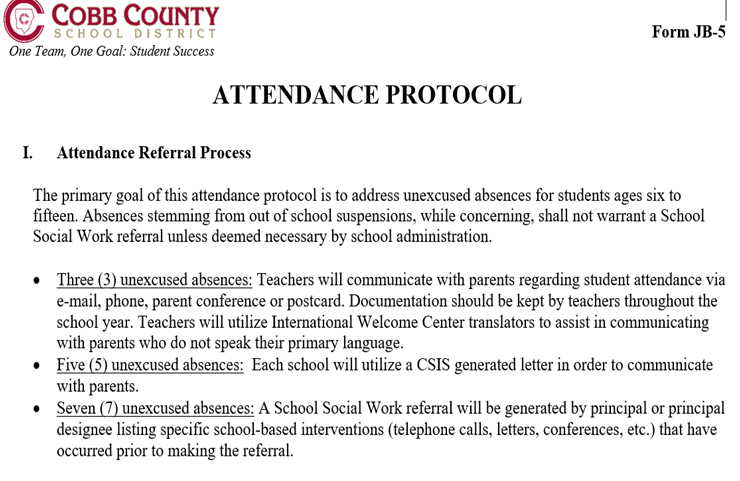 COBB COUNTY
SCHOOL DISTRICT
One Team, One Goal: Student Success
Form JB-5
ATTENDANCE PROTOCOL
I. Attendance Referral Process
The primary goal of this attendance protocol is to address unexcused absences for students ages six to
fifteen. Absences stemming from out of school suspensions, while concerning, shall not warrant a School
Social Work referral unless deemed necessary by school administration.
• Three (3) unexcused absences: Teachers will communicate with parents regarding student attendance via
e-mail, phone, parent conference or postcard. Documentation should be kept by teachers throughout the
school year. Teachers will utilize International Welcome Center translators to assist in communicating
with parents who do not speak their primary language.
• Five (5) unexcused absences: Each school will utilize a CSIS generated letter in order to communicate
with parents.
• Seven (7) unexcused absences: A School Social Work referral will be generated by principal or principal
designee listing specific school-based interventions (telephone calls, letters, conferences, etc.) that have
occurred prior to making the referral.